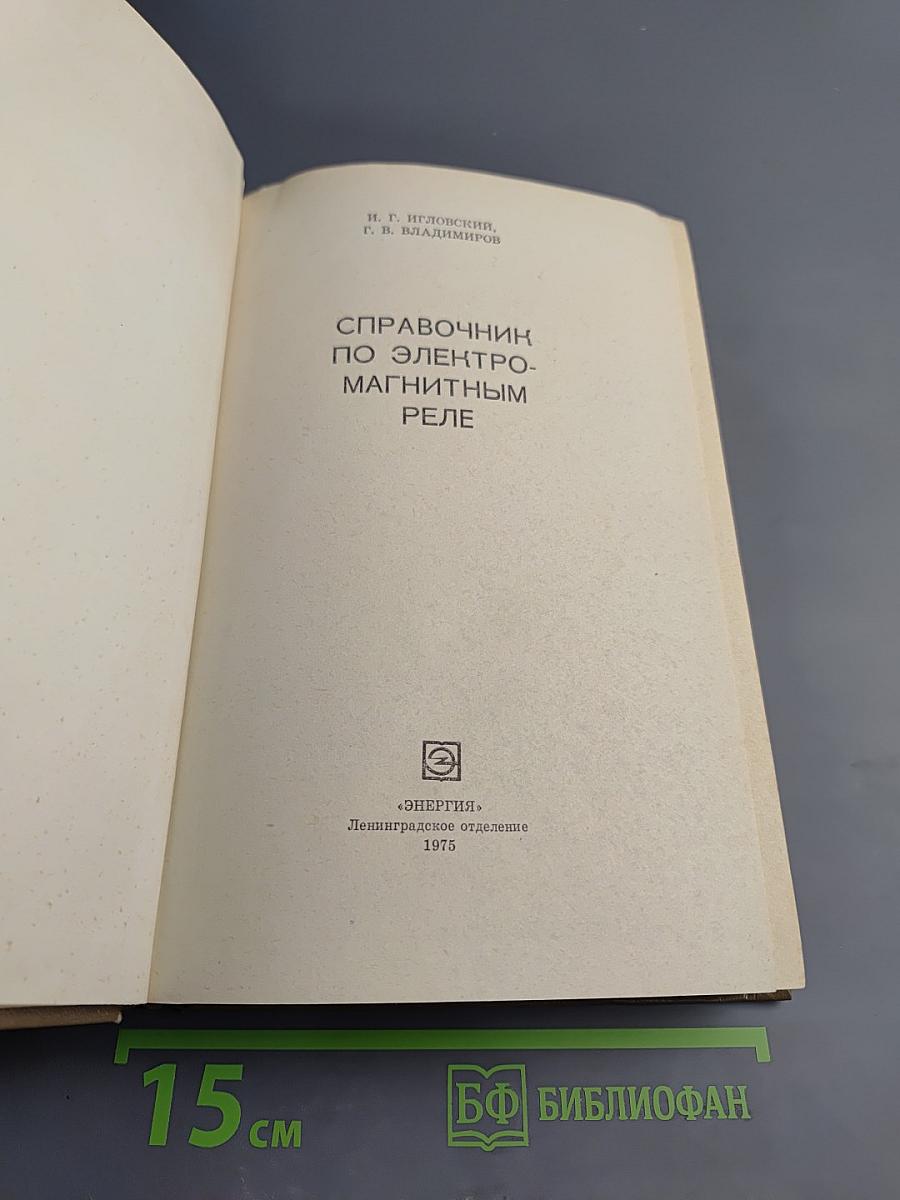 И. Г. ИГЛОВСКИЙ,
Г. В. ВЛАДИМИРОВ
СПРАВОЧНИК
ПО ЭЛЕКТРО-
МАГНИТНЫМ
РЕЛЕ
«ЭНЕРГИЯ»
Ленинградское отделение
1975
15 СМ
БФ БИБЛИОФАН